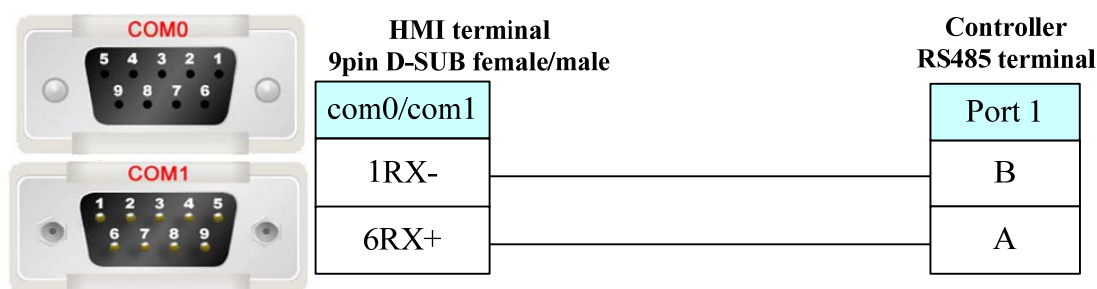 COM0
5 4 3 2 1
9 8 7 6
COM1
1 2 3 4 5
6 7 8 9
HMI terminal
9pin D-SUB female/male
com0/com1
1RX-
6RX+
Controller
RS485 terminal
Port 1
B
A